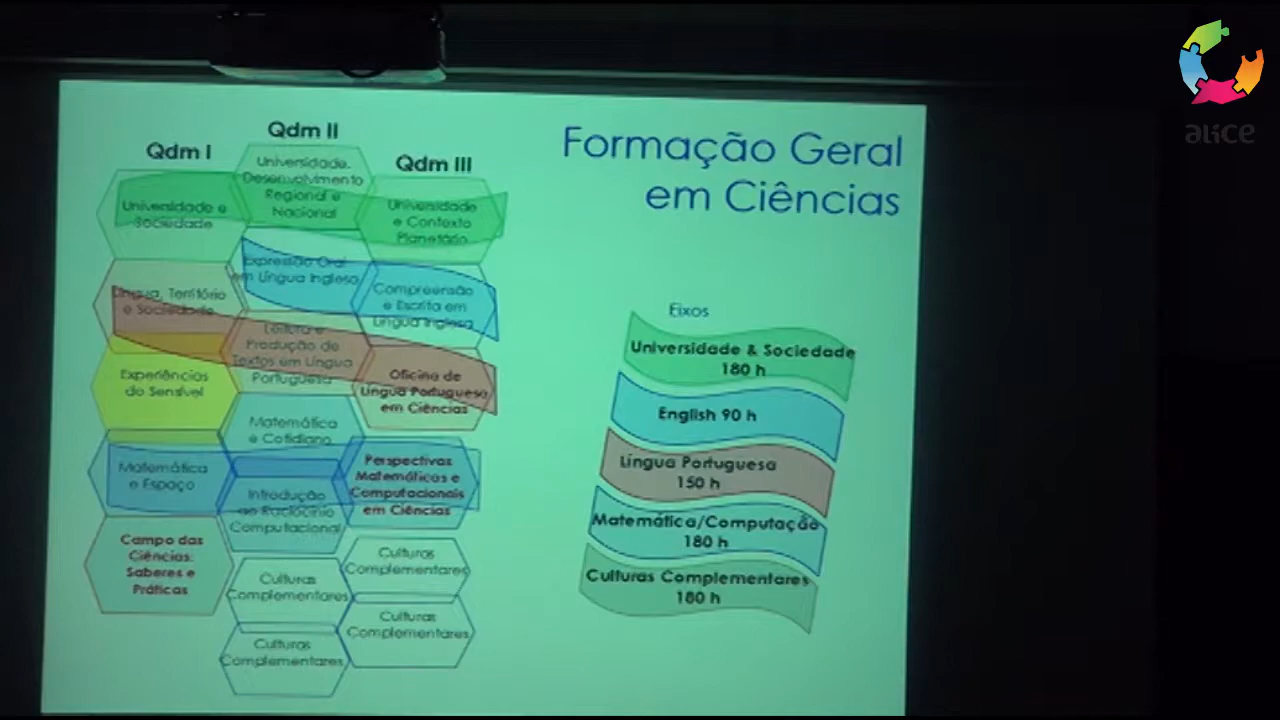 alice
Formação Geral
em Ciências
Qdm I
Universidade e
Sociedade
Língua, Território
e Sociedade
Experiências
do Sensível
Matemática
e Espaço
Campo das
Ciências:
Saberes e
Práticas
Qdm II
Universidade,
Desenvolvimento
Regional e
Nacional
Expressão Oral
em Língua Inglesa
Leitura e
Produção de
Textos em Língua
Portuguesa
Matemática
e Cotidiano
Introdução
ao Raciocínio
Computacional
Culturas
Complementares
Culturas
Complementares
Qdm III
Universidade
e Contexto
Planetário
Compreensão
e Escrita em
Língua Inglesa
Oficina de
Língua Portuguesa
em Ciências
Perspectivas
Matemáticas e
Computacionais
em Ciências
Culturas
Complementares
Culturas
Complementares
Eixos
Universidade & Sociedade
180 h
English 90 h
Língua Portuguesa
150 h
Matemática/Computação
180 h
Culturas Complementares
180 h